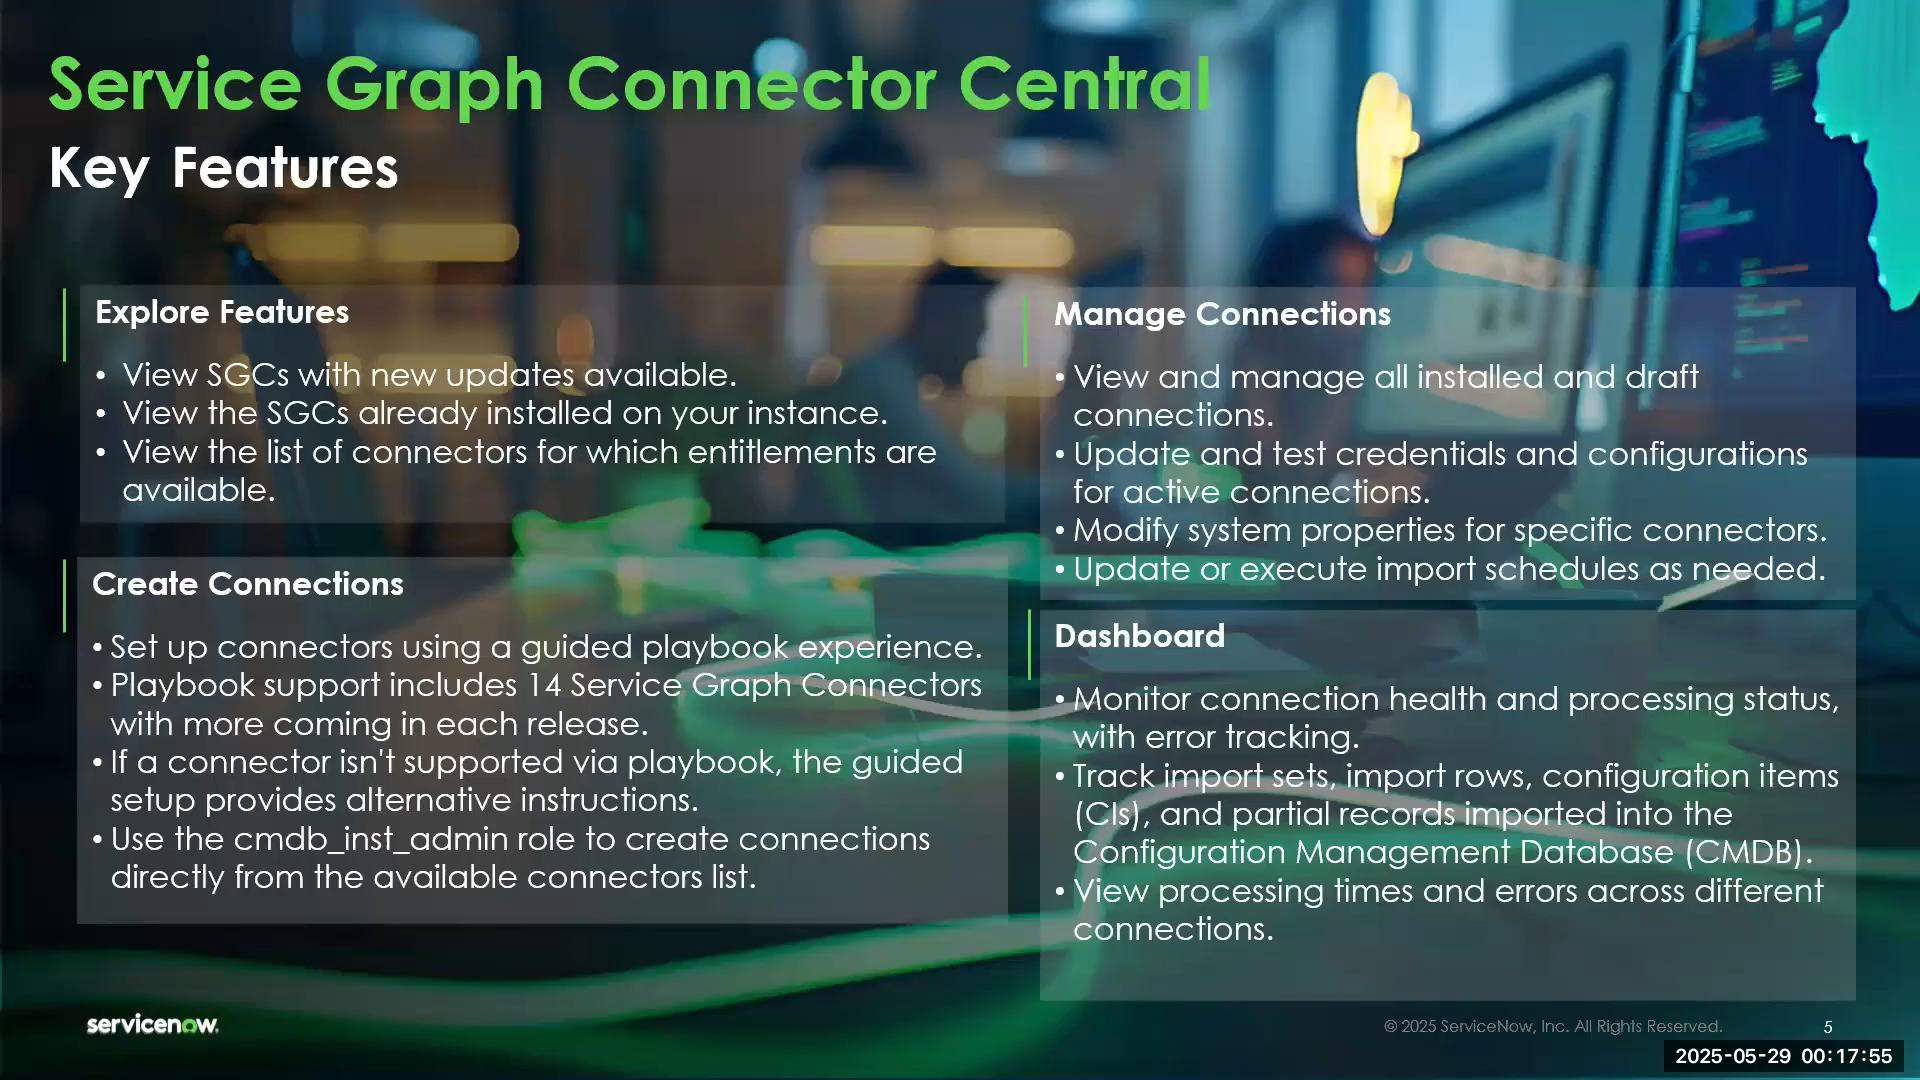 Service Graph Connector Central
Key Features
Explore Features
• View SGCs with new updates available.
• View the SGCs already installed on your instance.
• View the list of connectors for which entitlements are
available.
Create Connections
• Set up connectors using a guided playbook experience.
• Playbook support includes 14 Service Graph Connectors
with more coming in each release.
• If a connector isn't supported via playbook, the guided
setup provides alternative instructions.
• Use the cmdb_inst_admin role to create connections
directly from the available connectors list.
Manage Connections
• View and manage all installed and draft
connections.
• Update and test credentials and configurations
for active connections.
• Modify system properties for specific connectors.
• Update or execute import schedules as needed.
Dashboard
• Monitor connection health and processing status,
with error tracking.
• Track import sets, import rows, configuration items
(CIs), and partial records imported into the
Configuration Management Database (CMDB).
• View processing times and errors across different
connections.
servicenow.
© 2025 ServiceNow, Inc. All Rights Reserved.
5
2025-05-29 00:17:55